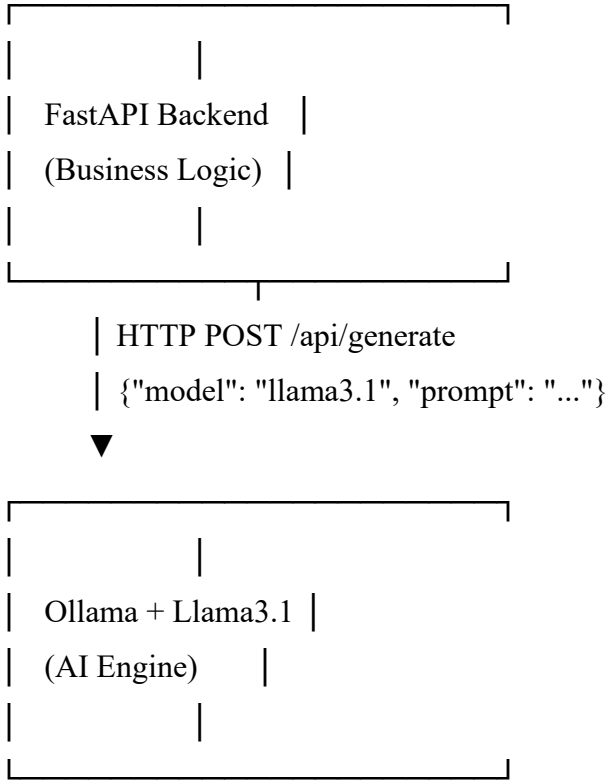 FastAPI Backend
(Business Logic)
HTTP POST /api/generate
{"model": "llama3.1", "prompt": "..."}
Ollama + Llama3.1
(AI Engine)